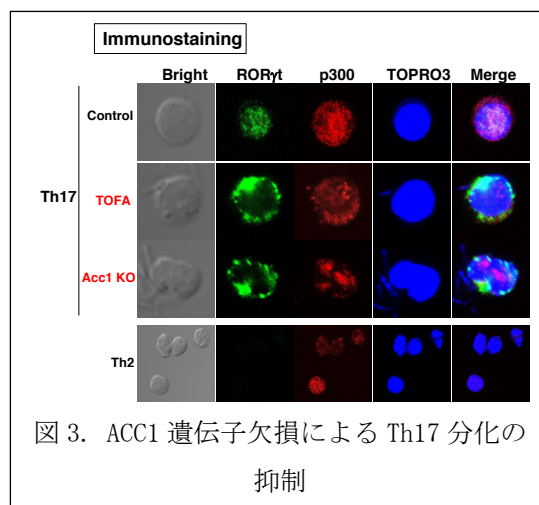 Immunostaining
Bright RORγt p300 TOPRO3 Merge
Control
Th17
TOFA
Acc1 KO
Th2
図 3. ACC1 遺伝子欠損による Th17 分化の
抑制